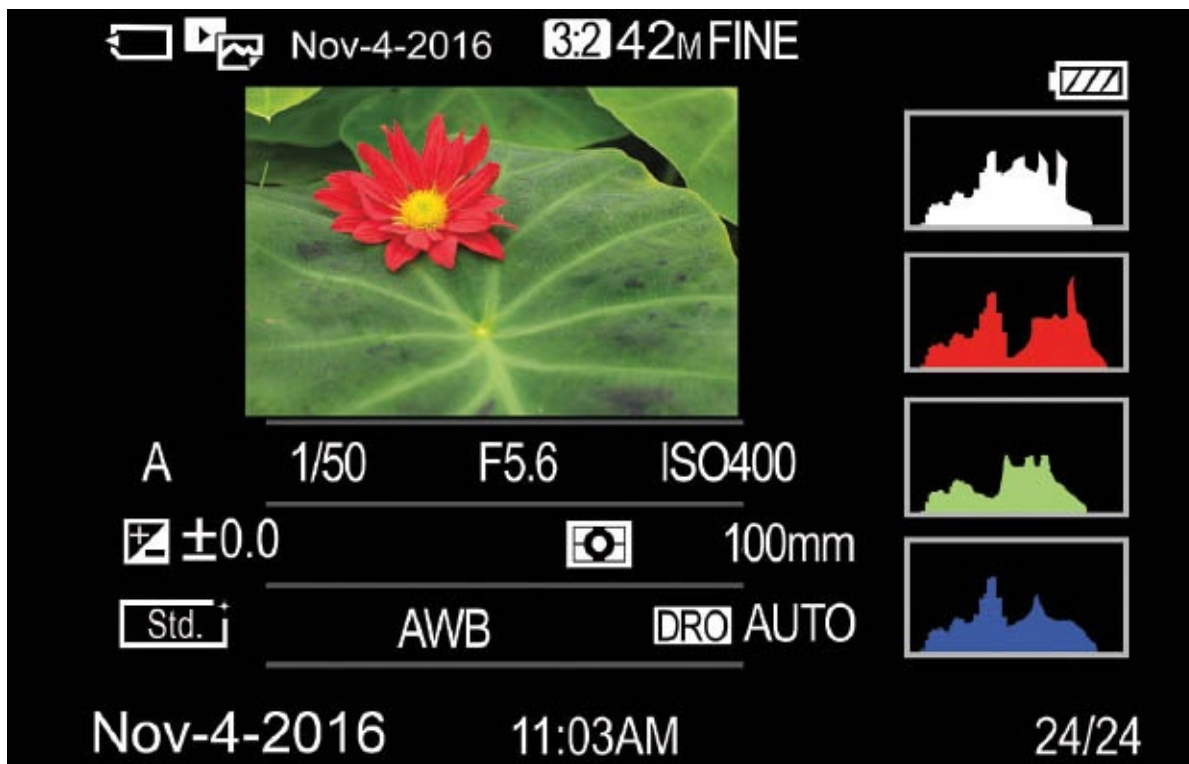 Nov-4-2016 3:2 42M FINE
A 1/50 F5.6 ISO400
±0.0 100mm
Std. AWB DRO AUTO
Nov-4-2016 11:03AM 24/24